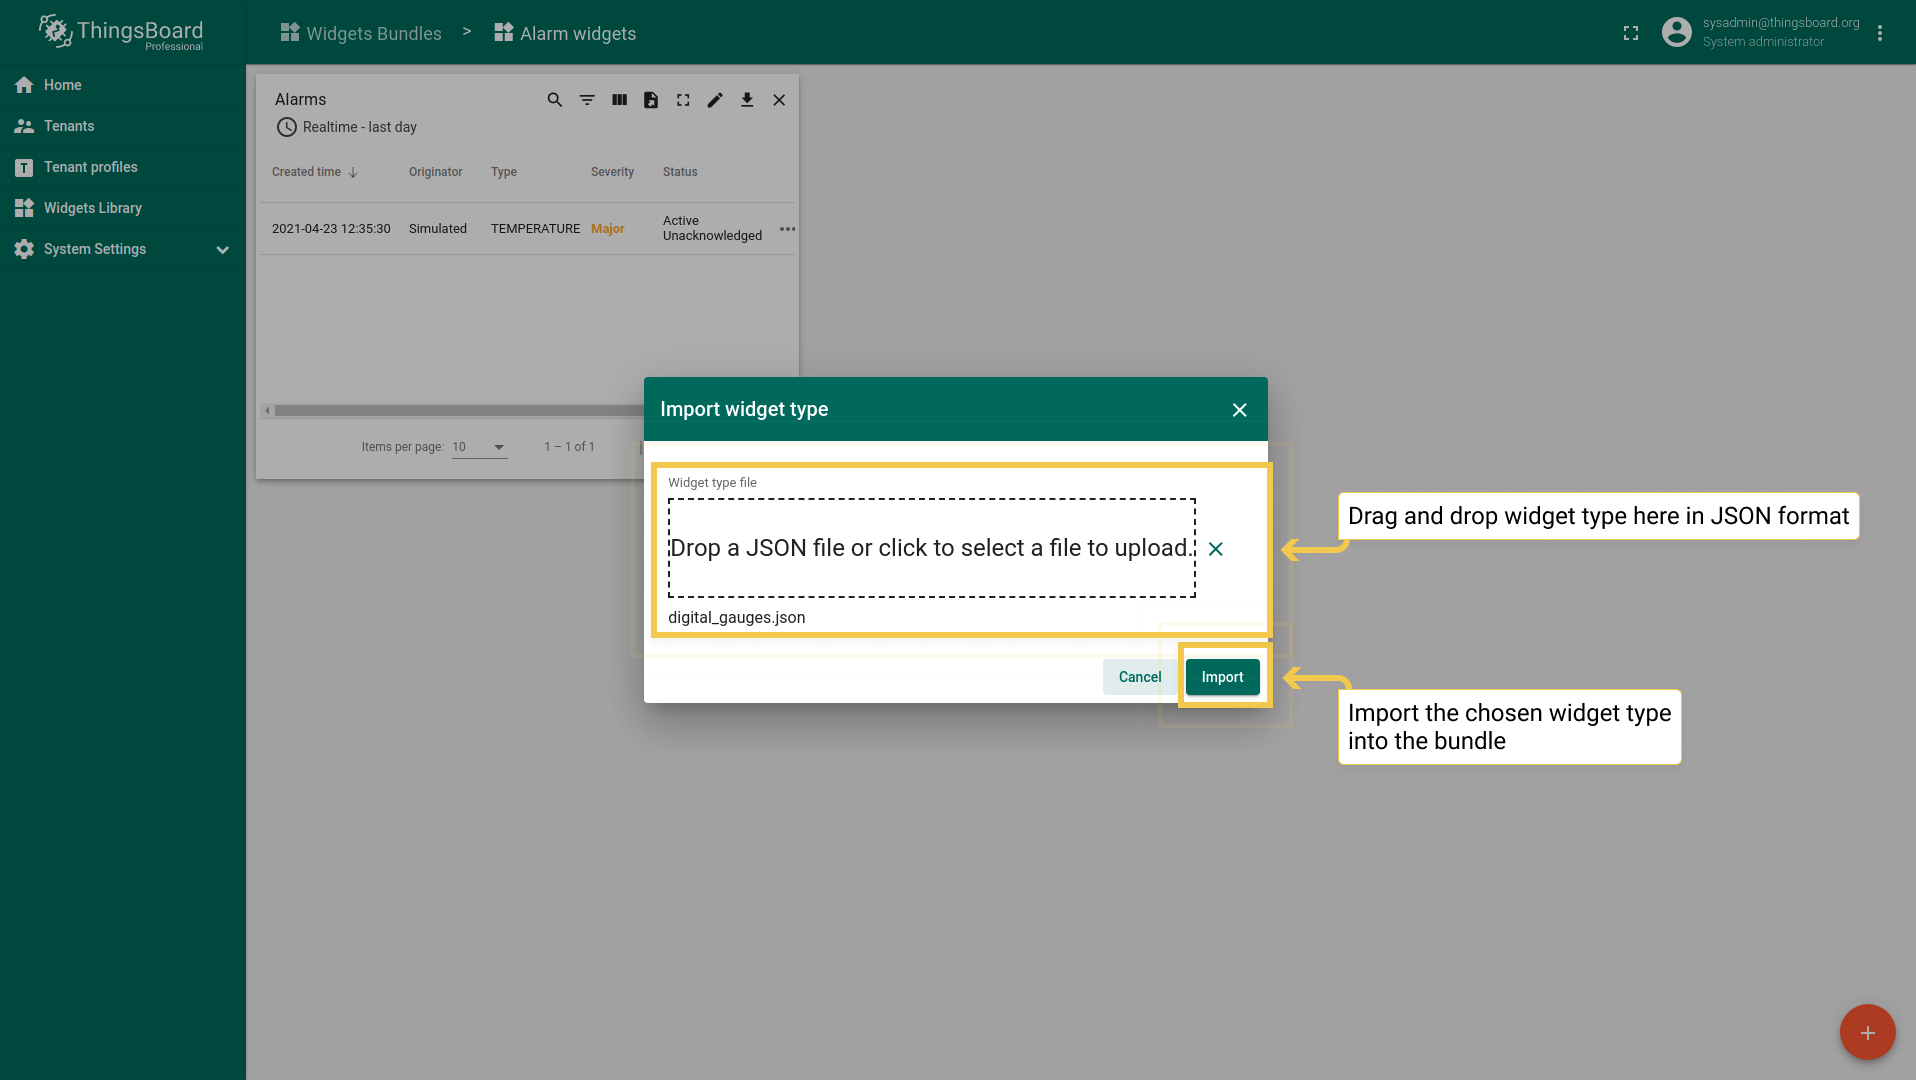 ThingsBoard
Professional
Widgets Bundles > Alarm widgets
sysadmin@thingsboard.org
System administrator
Home
Tenants
Tenant profiles
Widgets Library
System Settings
Alarms
Realtime - last day
Created time Originator Type Severity Status
2021-04-23 12:35:30 Simulated TEMPERATURE Major Active
Unacknowledged
Items per page: 10 1 – 1 of 1
Import widget type
Widget type file
Drop a JSON file or click to select a file to upload.
digital_gauges.json
Cancel Import
Drag and drop widget type here in JSON format
Import the chosen widget type
into the bundle